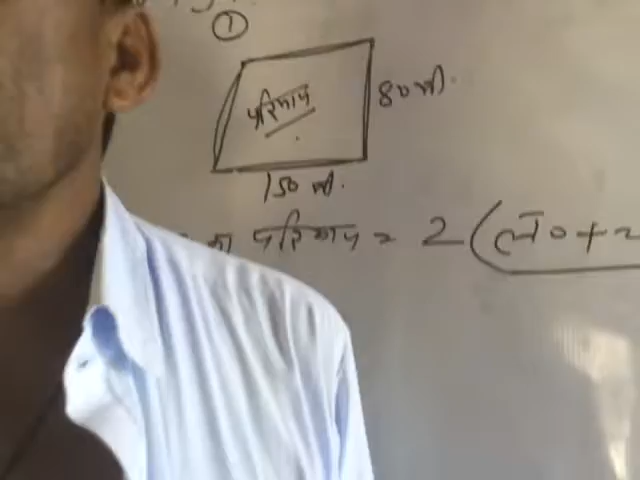 ①
परिमाप
80 मी.
150 मी.
का परिमाप = 2(ल०+